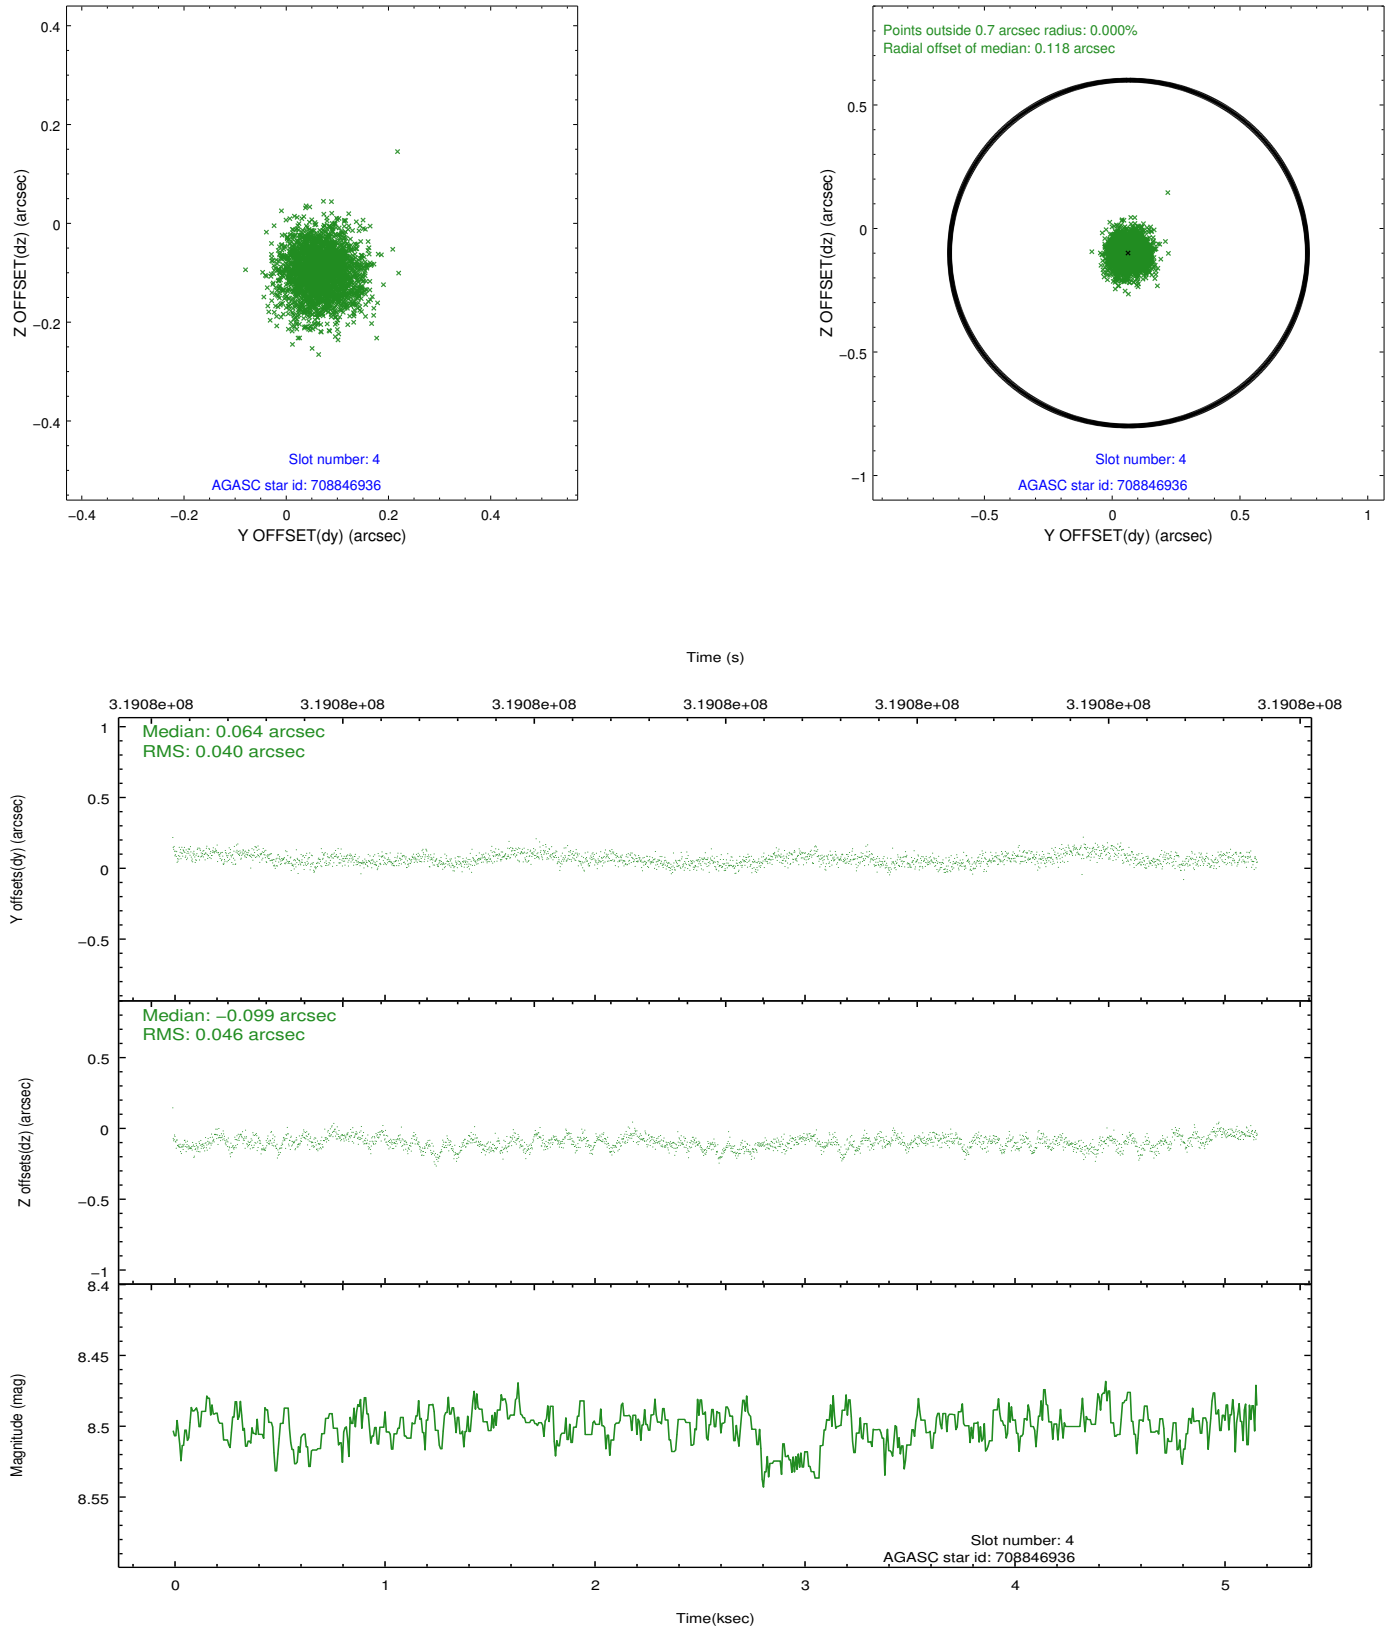 0.4
0.2
0
−0.2
−0.4
Z OFFSET(dz) (arcsec)
Slot number: 4
AGASC star id: 708846936
−0.4 −0.2 0 0.2 0.4
Y OFFSET(dy) (arcsec)
Points outside 0.7 arcsec radius: 0.000%
Radial offset of median: 0.118 arcsec
0.5
0
−0.5
−1
Z OFFSET(dz) (arcsec)
Slot number: 4
AGASC star id: 708846936
−0.5 0 0.5 1
Y OFFSET(dy) (arcsec)
Time (s)
3.1908e+08 3.1908e+08 3.1908e+08 3.1908e+08 3.1908e+08 3.1908e+08 3.1908e+08
Median: 0.064 arcsec
RMS: 0.040 arcsec
1
0.5
0
−0.5
Y offsets(dy) (arcsec)
Median: −0.099 arcsec
RMS: 0.046 arcsec
0.5
0
−0.5
−1
Z offsets(dz) (arcsec)
8.4
8.45
8.5
8.55
Magnitude (mag)
Slot number: 4
AGASC star id: 708846936
0 1 2 3 4 5
Time(ksec)